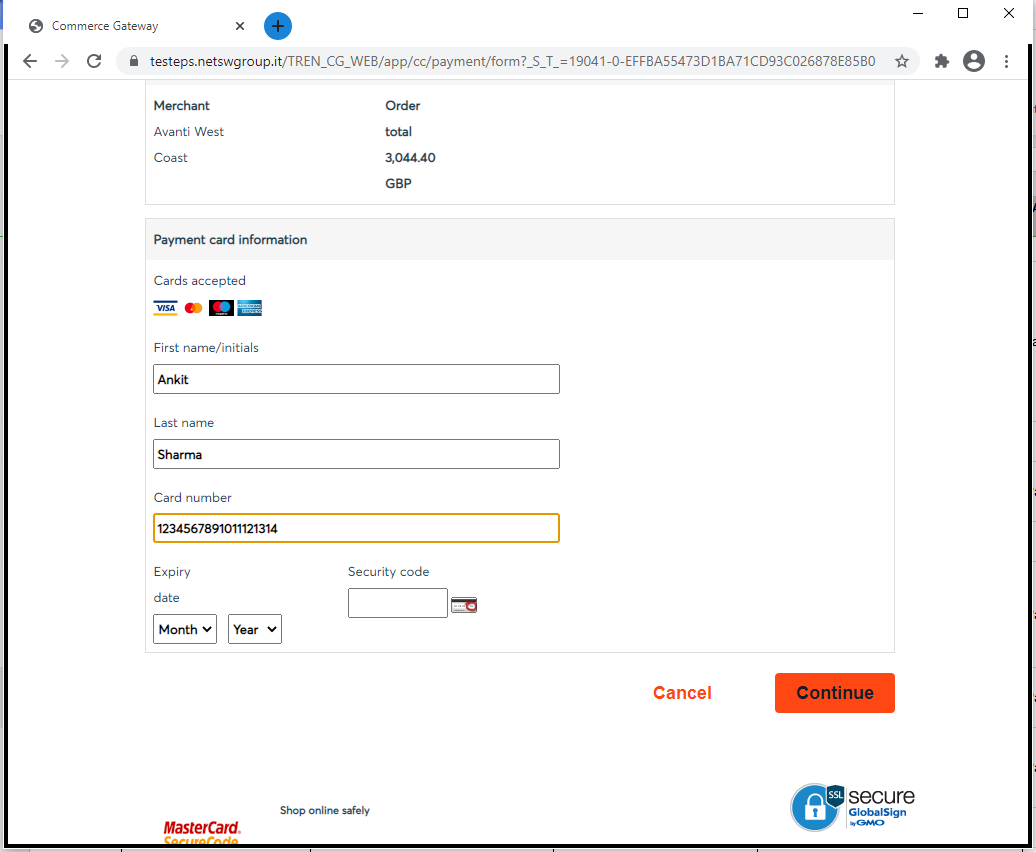 Commerce Gateway
testeps.netswgroup.it/TREN_CG_WEB/app/cc/payment/form?_S_T_=19041-0-EFFBA55473D1BA71CD93C026878E85B0
Merchant Order
Avanti West total
Coast 3,044.40
GBP
Payment card information
Cards accepted
VISA
First name/initials
Ankit
Last name
Sharma
Card number
1234567891011121314
Expiry Security code
date
Month Year
Cancel Continue
Shop online safely
MasterCard.
SecureCode.
SSL secure
GlobalSign
by GMO